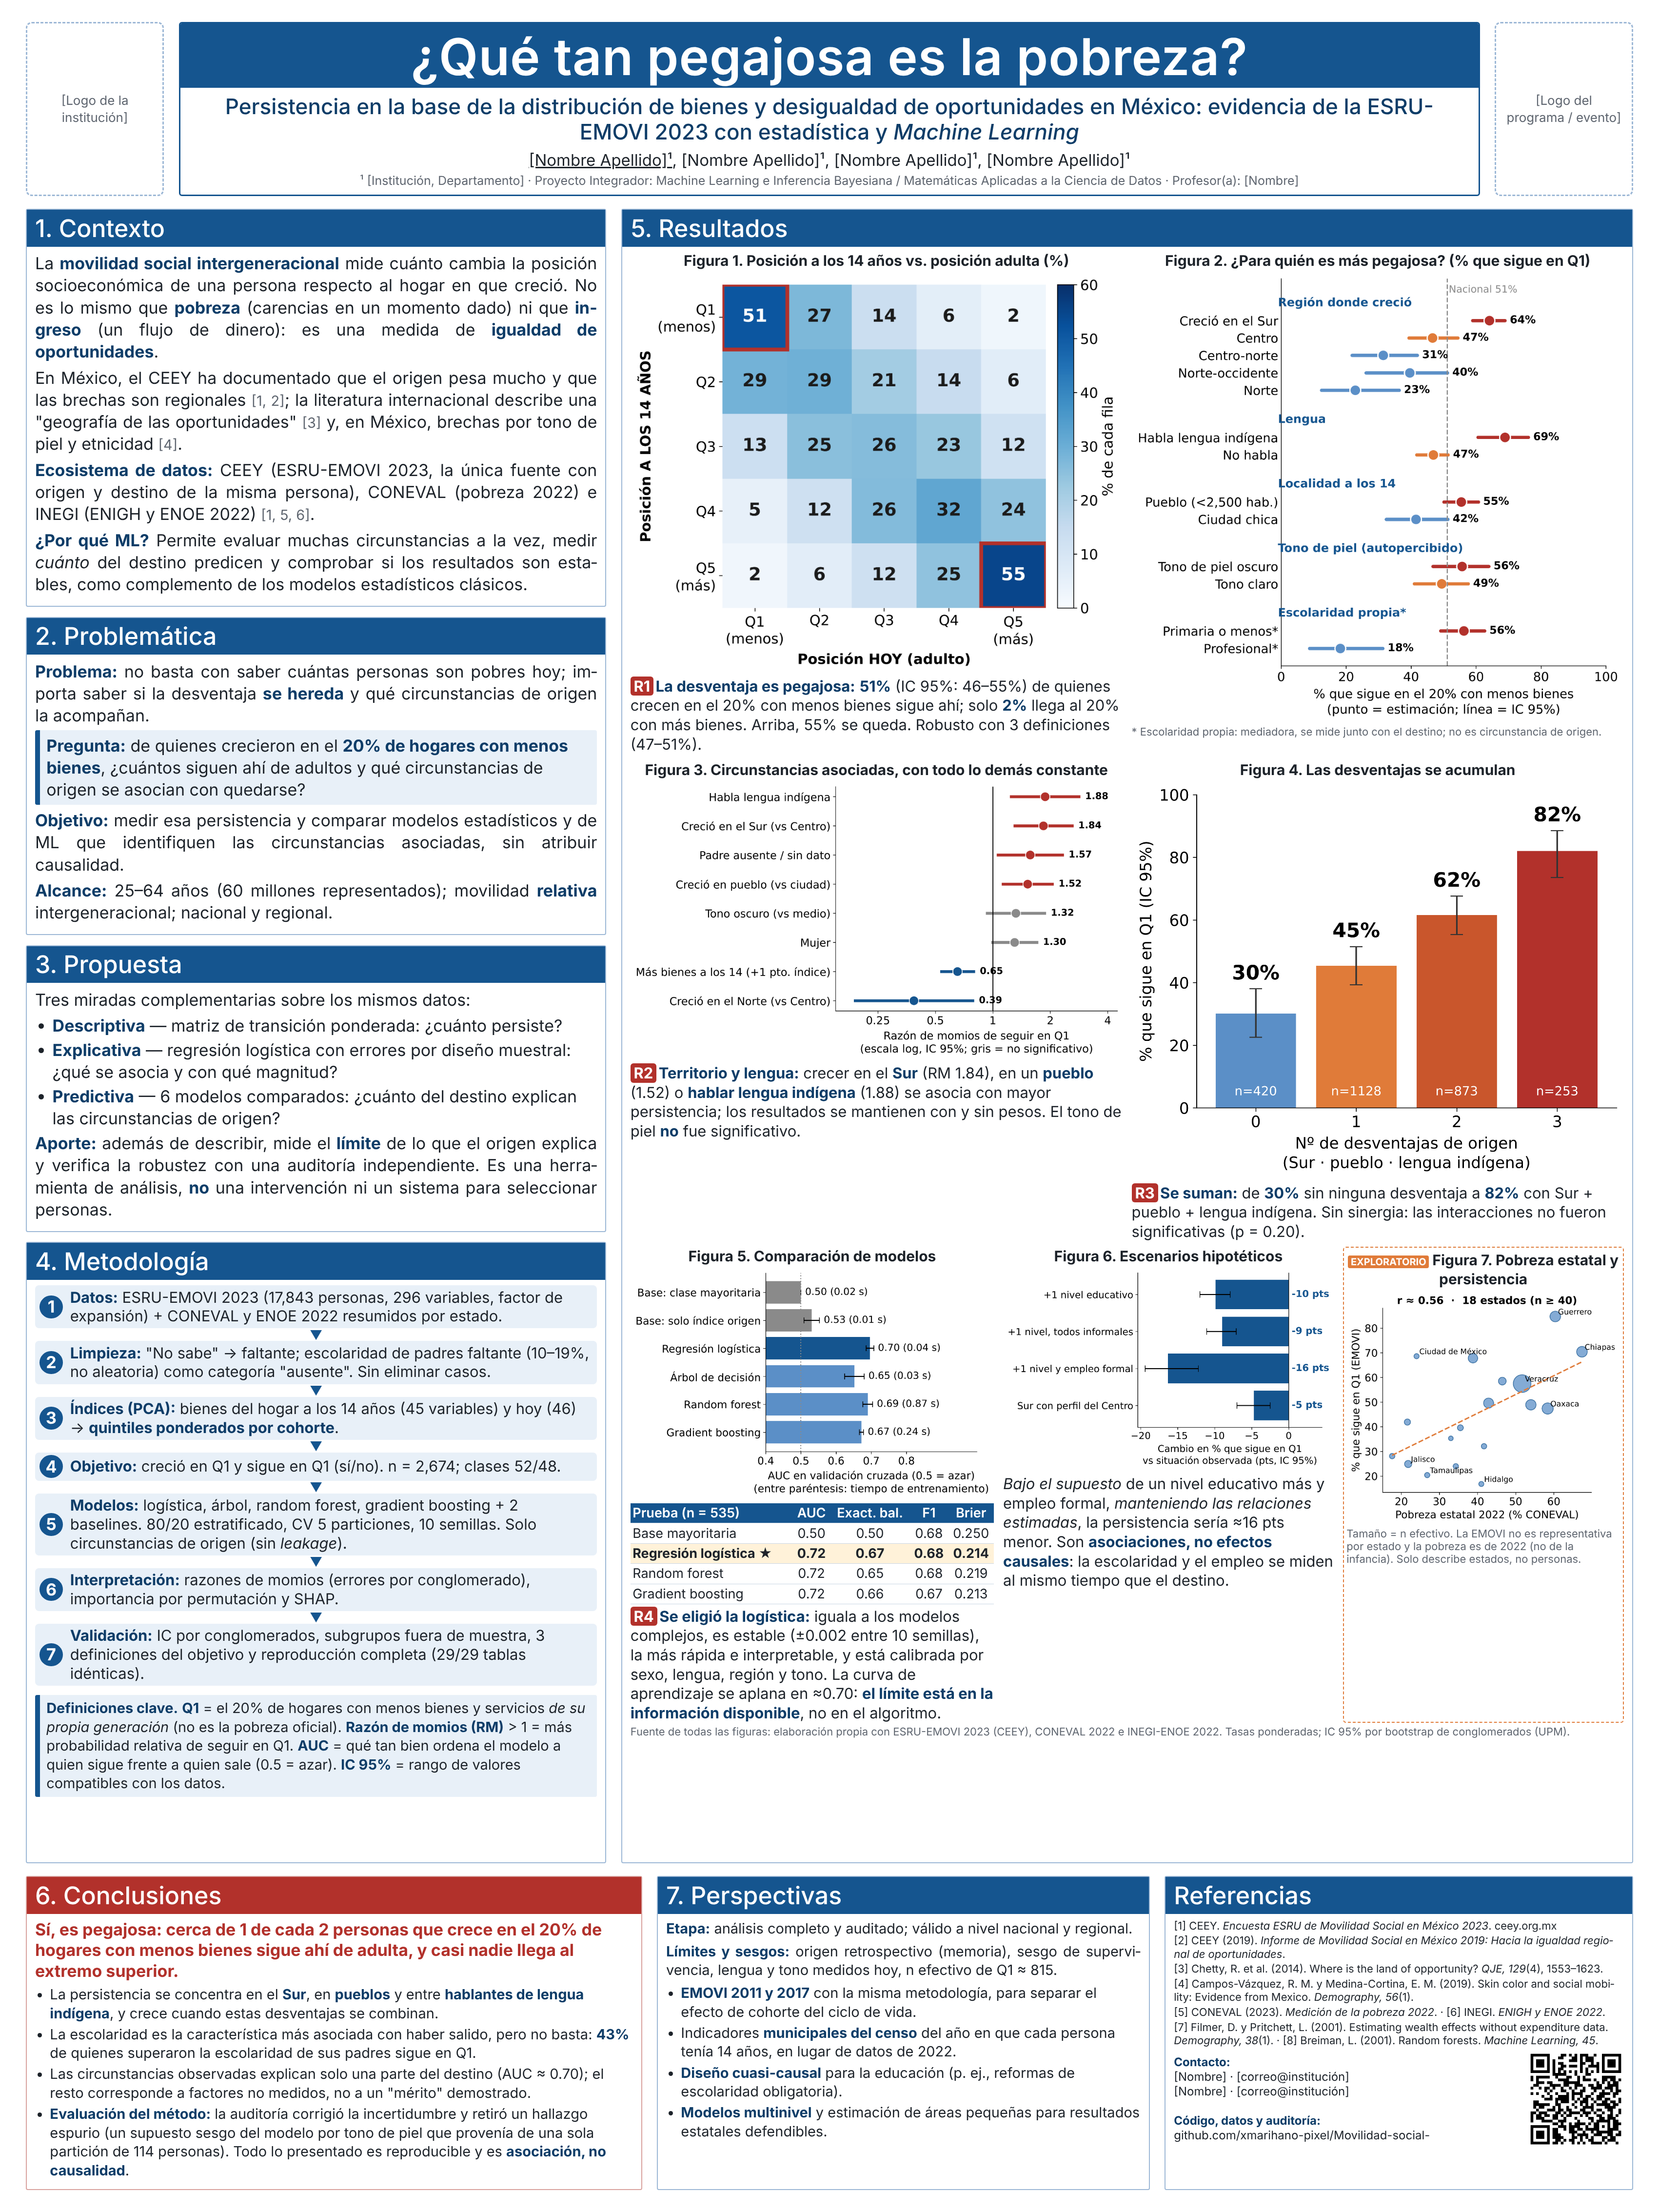 [Logo de la
institución]
¿Qué tan pegajosa es la pobreza?
Persistencia en la base de la distribución de bienes y desigualdad de oportunidades en México: evidencia de la ESRU-
EMOVI 2023 con estadística y Machine Learning
[Nombre Apellido]¹, [Nombre Apellido]¹, [Nombre Apellido]¹, [Nombre Apellido]¹
¹ [Institución, Departamento] · Proyecto Integrador: Machine Learning e Inferencia Bayesiana / Matemáticas Aplicadas a la Ciencia de Datos · Profesor(a): [Nombre]
[Logo del
programa / evento]
1. Contexto
La movilidad social intergeneracional mide cuánto cambia la posición
socioeconómica de una persona respecto al hogar en que creció. No
es lo mismo que pobreza (carencias en un momento dado) ni que in-
greso (un flujo de dinero): es una medida de igualdad de
oportunidades.
En México, el CEEY ha documentado que el origen pesa mucho y que
las brechas son regionales [1, 2]; la literatura internacional describe una
"geografía de las oportunidades" [3] y, en México, brechas por tono de
piel y etnicidad [4].
Ecosistema de datos: CEEY (ESRU-EMOVI 2023, la única fuente con
origen y destino de la misma persona), CONEVAL (pobreza 2022) e
INEGI (ENIGH y ENOE 2022) [1, 5, 6].
¿Por qué ML? Permite evaluar muchas circunstancias a la vez, medir
cuánto del destino predicen y comprobar si los resultados son esta-
bles, como complemento de los modelos estadísticos clásicos.
2. Problemática
Problema: no basta con saber cuántas personas son pobres hoy; im-
porta saber si la desventaja se hereda y qué circunstancias de origen
la acompañan.
Pregunta: de quienes crecieron en el 20% de hogares con menos
bienes, ¿cuántos siguen ahí de adultos y qué circunstancias de
origen se asocian con quedarse?
Objetivo: medir esa persistencia y comparar modelos estadísticos y de
ML que identifiquen las circunstancias asociadas, sin atribuir
causalidad.
Alcance: 25–64 años (60 millones representados); movilidad relativa
intergeneracional; nacional y regional.
3. Propuesta
Tres miradas complementarias sobre los mismos datos:
• Descriptiva — matriz de transición ponderada: ¿cuánto persiste?
• Explicativa — regresión logística con errores por diseño muestral:
¿qué se asocia y con qué magnitud?
• Predictiva — 6 modelos comparados: ¿cuánto del destino explican
las circunstancias de origen?
Aporte: además de describir, mide el límite de lo que el origen explica
y verifica la robustez con una auditoría independiente. Es una herra-
mienta de análisis, no una intervención ni un sistema para seleccionar
personas.
4. Metodología
1 Datos: ESRU-EMOVI 2023 (17,843 personas, 296 variables, factor de
expansión) + CONEVAL y ENOE 2022 resumidos por estado.
2 Limpieza: "No sabe" → faltante; escolaridad de padres faltante (10–19%,
no aleatoria) como categoría "ausente". Sin eliminar casos.
3 Índices (PCA): bienes del hogar a los 14 años (45 variables) y hoy (46)
→ quintiles ponderados por cohorte.
4 Objetivo: creció en Q1 y sigue en Q1 (sí/no). n = 2,674; clases 52/48.
5 Modelos: logística, árbol, random forest, gradient boosting + 2
baselines. 80/20 estratificado, CV 5 particiones, 10 semillas. Solo
circunstancias de origen (sin leakage).
6 Interpretación: razones de momios (errores por conglomerado),
importancia por permutación y SHAP.
7 Validación: IC por conglomerados, subgrupos fuera de muestra, 3
definiciones del objetivo y reproducción completa (29/29 tablas
idénticas).
Definiciones clave. Q1 = el 20% de hogares con menos bienes y servicios de su
propia generación (no es la pobreza oficial). Razón de momios (RM) > 1 = más
probabilidad relativa de seguir en Q1. AUC = qué tan bien ordena el modelo a
quien sigue frente a quien sale (0.5 = azar). IC 95% = rango de valores
compatibles con los datos.
5. Resultados
Figura 1. Posición a los 14 años vs. posición adulta (%)
Posición A LOS 14 AÑOS
Q1
(menos)
51 27 14 6 2
Q2
29 29 21 14 6
Q3
13 25 26 23 12
Q4
5 12 26 32 24
Q5
(más)
2 6 12 25 55
Q1
(menos)
Q2 Q3 Q4
Q5
(más)
Posición HOY (adulto)
60
50
40
30
20
10
0
% de cada fila
R1 La desventaja es pegajosa: 51% (IC 95%: 46–55%) de quienes
crecen en el 20% con menos bienes sigue ahí; solo 2% llega al 20%
con más bienes. Arriba, 55% se queda. Robusto con 3 definiciones
(47–51%).
Figura 2. ¿Para quién es más pegajosa? (% que sigue en Q1)
Nacional 51%
Región donde creció
Creció en el Sur 64%
Centro 47%
Centro-norte 31%
Norte-occidente 40%
Norte 23%
Lengua
Habla lengua indígena 69%
No habla 47%
Localidad a los 14
Pueblo (<2,500 hab.) 55%
Ciudad chica 42%
Tono de piel (autopercibido)
Tono de piel oscuro 56%
Tono claro 49%
Escolaridad propia*
Primaria o menos* 56%
Profesional* 18%
0 20 40 60 80 100
% que sigue en el 20% con menos bienes
(punto = estimación; línea = IC 95%)
* Escolaridad propia: mediadora, se mide junto con el destino; no es circunstancia de origen.
Figura 3. Circunstancias asociadas, con todo lo demás constante
Habla lengua indígena 1.88
Creció en el Sur (vs Centro) 1.84
Padre ausente / sin dato 1.57
Creció en pueblo (vs ciudad) 1.52
Tono oscuro (vs medio) 1.32
Mujer 1.30
Más bienes a los 14 (+1 pto. índice) 0.65
Creció en el Norte (vs Centro) 0.39
0.25 0.5 1 2 4
Razón de momios de seguir en Q1
(escala log, IC 95%; gris = no significativo)
R2 Territorio y lengua: crecer en el Sur (RM 1.84), en un pueblo
(1.52) o hablar lengua indígena (1.88) se asocia con mayor
persistencia; los resultados se mantienen con y sin pesos. El tono de
piel no fue significativo.
Figura 4. Las desventajas se acumulan
% que sigue en Q1 (IC 95%)
100
80
60
40
20
0
30% 45% 62% 82%
n=420 n=1128 n=873 n=253
0 1 2 3
Nº de desventajas de origen
(Sur · pueblo · lengua indígena)
R3 Se suman: de 30% sin ninguna desventaja a 82% con Sur +
pueblo + lengua indígena. Sin sinergia: las interacciones no fueron
significativas (p = 0.20).
Figura 5. Comparación de modelos
Base: clase mayoritaria 0.50 (0.02 s)
Base: solo índice origen 0.53 (0.01 s)
Regresión logística 0.70 (0.04 s)
Árbol de decisión 0.65 (0.03 s)
Random forest 0.69 (0.87 s)
Gradient boosting 0.67 (0.24 s)
0.4 0.5 0.6 0.7 0.8
AUC en validación cruzada (0.5 = azar)
(entre paréntesis: tiempo de entrenamiento)
Prueba (n = 535) AUC Exact. bal. F1 Brier
Base mayoritaria 0.50 0.50 0.68 0.250
Regresión logística ★ 0.72 0.67 0.68 0.214
Random forest 0.72 0.65 0.68 0.219
Gradient boosting 0.72 0.66 0.67 0.213
R4 Se eligió la logística: iguala a los modelos
complejos, es estable (±0.002 entre 10 semillas),
la más rápida e interpretable, y está calibrada por
sexo, lengua, región y tono. La curva de
aprendizaje se aplana en ≈0.70: el límite está en la
información disponible, no en el algoritmo.
Figura 6. Escenarios hipotéticos
+1 nivel educativo -10 pts
+1 nivel, todos informales -9 pts
+1 nivel y empleo formal -16 pts
Sur con perfil del Centro -5 pts
−20 −15 −10 −5 0
Cambio en % que sigue en Q1
vs situación observada (pts, IC 95%)
Bajo el supuesto de un nivel educativo más y
empleo formal, manteniendo las relaciones
estimadas, la persistencia sería ≈16 pts
menor. Son asociaciones, no efectos
causales: la escolaridad y el empleo se miden
al mismo tiempo que el destino.
EXPLORATORIO Figura 7. Pobreza estatal y
persistencia
r ≈ 0.56 · 18 estados (n ≥ 40)
% que sigue en Q1 (EMOVI)
80
70
60
50
40
30
20
Guerrero
Chiapas
Ciudad de México
Veracruz
Oaxaca
Jalisco
Tamaulipas
Hidalgo
20 30 40 50 60
Pobreza estatal 2022 (% CONEVAL)
Tamaño = n efectivo. La EMOVI no es representativa
por estado y la pobreza es de 2022 (no de la
infancia). Solo describe estados, no personas.
Fuente de todas las figuras: elaboración propia con ESRU-EMOVI 2023 (CEEY), CONEVAL 2022 e INEGI-ENOE 2022. Tasas ponderadas; IC 95% por bootstrap de conglomerados (UPM).
6. Conclusiones
Sí, es pegajosa: cerca de 1 de cada 2 personas que crece en el 20% de
hogares con menos bienes sigue ahí de adulta, y casi nadie llega al
extremo superior.
• La persistencia se concentra en el Sur, en pueblos y entre hablantes de lengua
indígena, y crece cuando estas desventajas se combinan.
• La escolaridad es la característica más asociada con haber salido, pero no basta: 43%
de quienes superaron la escolaridad de sus padres sigue en Q1.
• Las circunstancias observadas explican solo una parte del destino (AUC ≈ 0.70); el
resto corresponde a factores no medidos, no a un "mérito" demostrado.
• Evaluación del método: la auditoría corrigió la incertidumbre y retiró un hallazgo
espurio (un supuesto sesgo del modelo por tono de piel que provenía de una sola
partición de 114 personas). Todo lo presentado es reproducible y es asociación, no
causalidad.
7. Perspectivas
Etapa: análisis completo y auditado; válido a nivel nacional y regional.
Límites y sesgos: origen retrospectivo (memoria), sesgo de supervi-
vencia, lengua y tono medidos hoy, n efectivo de Q1 ≈ 815.
• EMOVI 2011 y 2017 con la misma metodología, para separar el
efecto de cohorte del ciclo de vida.
• Indicadores municipales del censo del año en que cada persona
tenía 14 años, en lugar de datos de 2022.
• Diseño cuasi-causal para la educación (p. ej., reformas de
escolaridad obligatoria).
• Modelos multinivel y estimación de áreas pequeñas para resultados
estatales defendibles.
Referencias
[1] CEEY. Encuesta ESRU de Movilidad Social en México 2023. ceey.org.mx
[2] CEEY (2019). Informe de Movilidad Social en México 2019: Hacia la igualdad regio-
nal de oportunidades.
[3] Chetty, R. et al. (2014). Where is the land of opportunity? QJE, 129(4), 1553–1623.
[4] Campos-Vázquez, R. M. y Medina-Cortina, E. M. (2019). Skin color and social mobi-
lity: Evidence from Mexico. Demography, 56(1).
[5] CONEVAL (2023). Medición de la pobreza 2022. · [6] INEGI. ENIGH y ENOE 2022.
[7] Filmer, D. y Pritchett, L. (2001). Estimating wealth effects without expenditure data.
Demography, 38(1). · [8] Breiman, L. (2001). Random forests. Machine Learning, 45.
Contacto:
[Nombre] · [correo@institución]
[Nombre] · [correo@institución]
Código, datos y auditoría:
github.com/xmarihano-pixel/Movilidad-social-